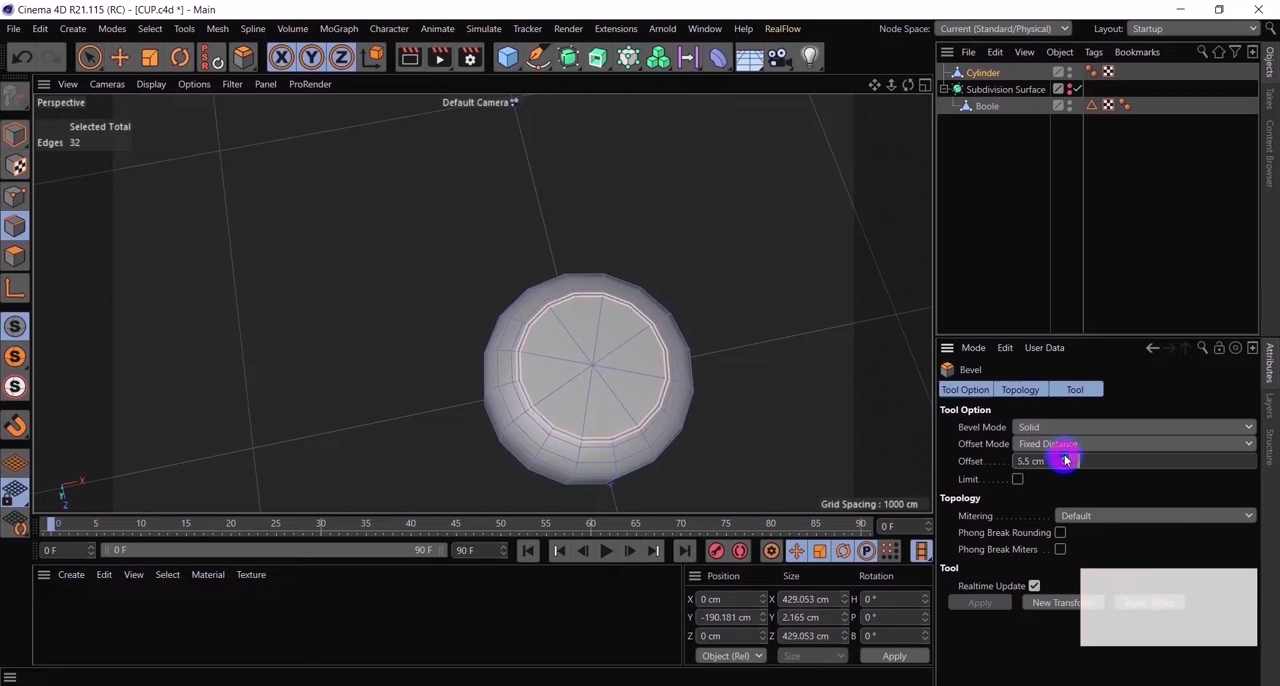 Cinema 4D R21.115 (RC) - [CUP.c4d *] - Main
File Edit Create Modes Select Tools Mesh Spline Volume MoGraph Character Animate Simulate Tracker Render Extensions Arnold Window Help RealFlow Node Space: Current (Standard/Physical) Layout: Startup
PSR X Y Z
File Edit View Object Tags Bookmarks
View Cameras Display Options Filter Panel ProRender
Perspective Default Camera
Selected Total
Edges 32
Cylinder
Subdivision Surface
Boole
Objects
Takes
Content Browser
Mode Edit User Data
Bevel
Tool Option Topology Tool
Tool Option
Bevel Mode Solid
Offset Mode Fixed Distance
Offset..... 5.5 cm
Limit.......
Topology
Mitering ............ Default
Phong Break Rounding
Phong Break Miters . .
Tool
Realtime Update
Apply New Transform
Attributes
Layers
Structure
S
S
S
X
Y
Z
Grid Spacing : 1000 cm
0 5 10 15 20 25 30 35 40 45 50 55 60 65 70 75 80 85 90 0 F
0 F 0 F 90 F 90 F P
Create Edit View Select Material Texture
Position Size Rotation
X 0 cm X 429.053 cm H 0 °
Y -190.181 cm Y 2.165 cm P 0 °
Z 0 cm Z 429.053 cm B 0 °
Object (Rel) Size Apply